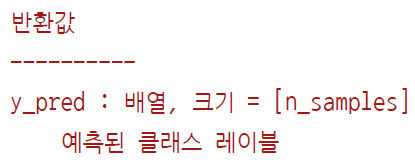 반환값
----------
y_pred : 배열, 크기 = [n_samples]
    예측된 클래스 레이블